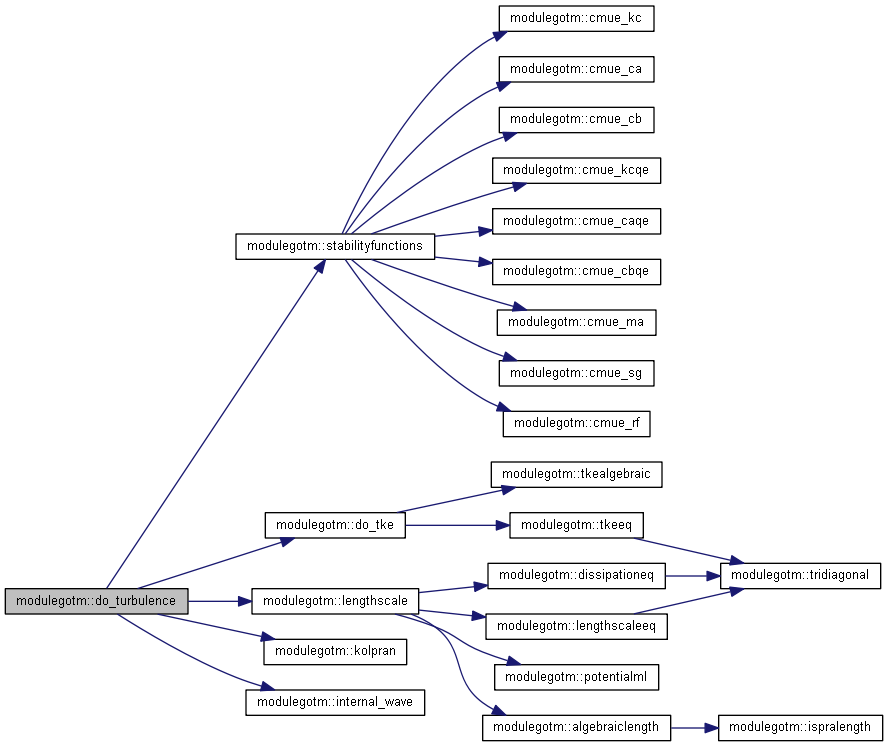 modulegotm::cmue_kc
modulegotm::cmue_ca
modulegotm::cmue_cb
modulegotm::cmue_kcqe
modulegotm::cmue_caqe
modulegotm::stabilityfunctions
modulegotm::cmue_cbqe
modulegotm::cmue_ma
modulegotm::cmue_sg
modulegotm::cmue_rf
modulegotm::tkealgebraic
modulegotm::do_tke
modulegotm::tkeeq
modulegotm::dissipationeq
modulegotm::tridiagonal
modulegotm::do_turbulence
modulegotm::lengthscale
modulegotm::lengthscaleeq
modulegotm::kolpran
modulegotm::potentialml
modulegotm::internal_wave
modulegotm::algebraiclength
modulegotm::ispralength